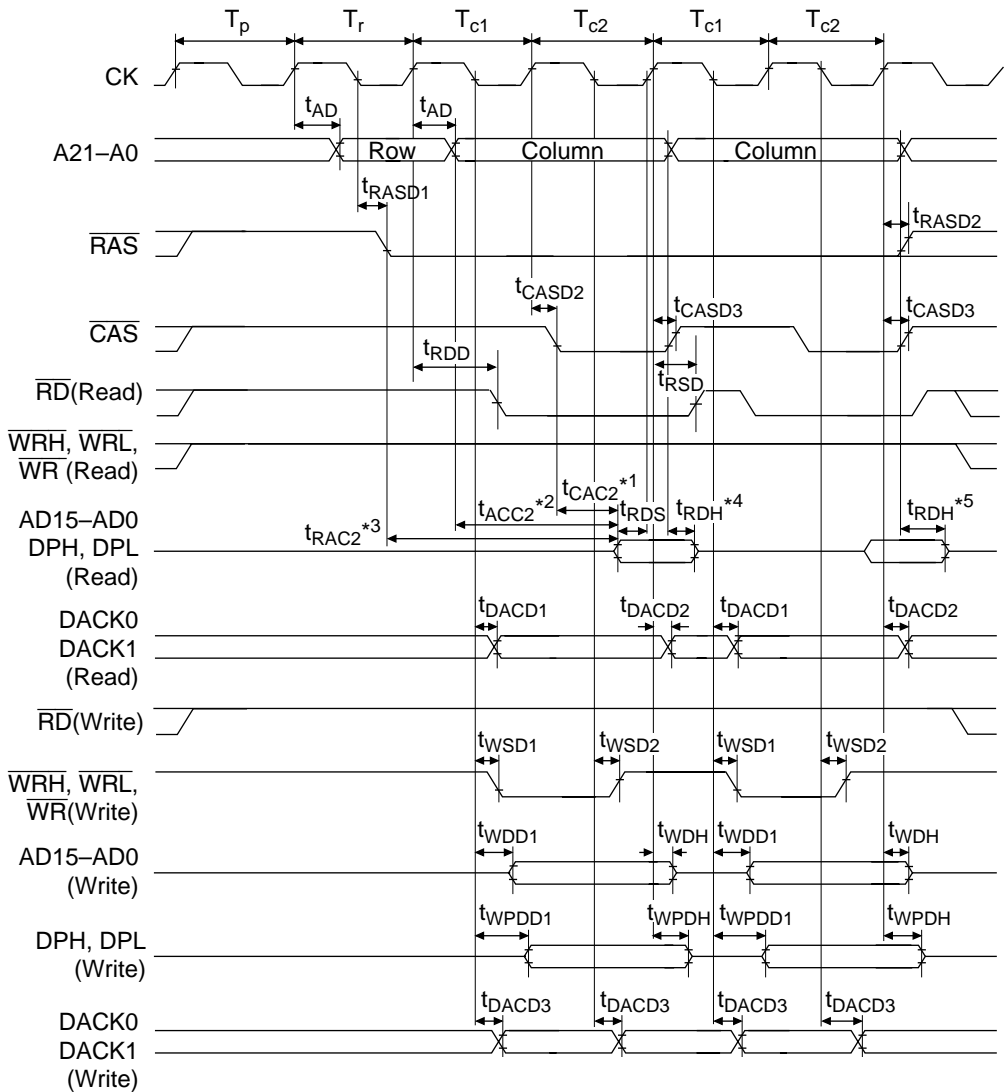 Tp Tr Tc1 Tc2 Tc1 Tc2
CK
tAD tAD
A21–A0 Row Column Column
tRASD1
tRASD2
RAS
tCASD2 tCASD3 tCASD3
CAS
tRDD tRSD
RD(Read)
WRH, WRL,
WR (Read)
tCAC2*1
tACC2*2 tRDS tRDH*4 tRDH*5
tRAC2*3
AD15–AD0
DPH, DPL
(Read)
tDACD1 tDACD2 tDACD1 tDACD2
DACK0
DACK1
(Read)
RD(Write)
tWSD1 tWSD2 tWSD1 tWSD2
WRH, WRL,
WR(Write)
tWDD1 tWDH tWDD1 tWDH
AD15–AD0
(Write)
tWPDD1 tWPDH tWPDD1 tWPDH
DPH, DPL
(Write)
tDACD3 tDACD3 tDACD3 tDACD3
DACK0
DACK1
(Write)